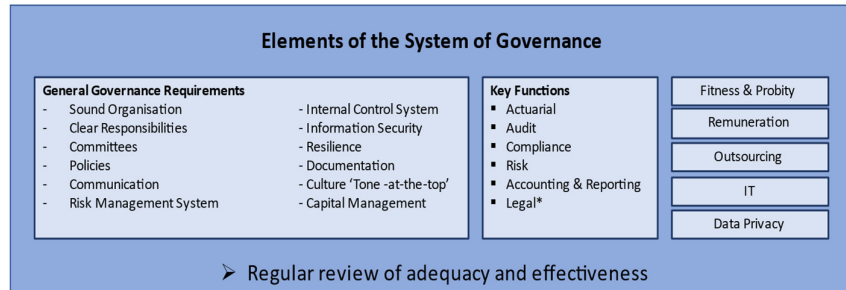 Elements of the System of Governance
General Governance Requirements
- Sound Organisation
- Clear Responsibilities
- Committees
- Policies
- Communication
- Risk Management System
- Internal Control System
- Information Security
- Resilience
- Documentation
- Culture ‘Tone -at-the-top’
- Capital Management
Key Functions
▪ Actuarial
▪ Audit
▪ Compliance
▪ Risk
▪ Accounting & Reporting
▪ Legal*
Fitness & Probity
Remuneration
Outsourcing
IT
Data Privacy
➢ Regular review of adequacy and effectiveness